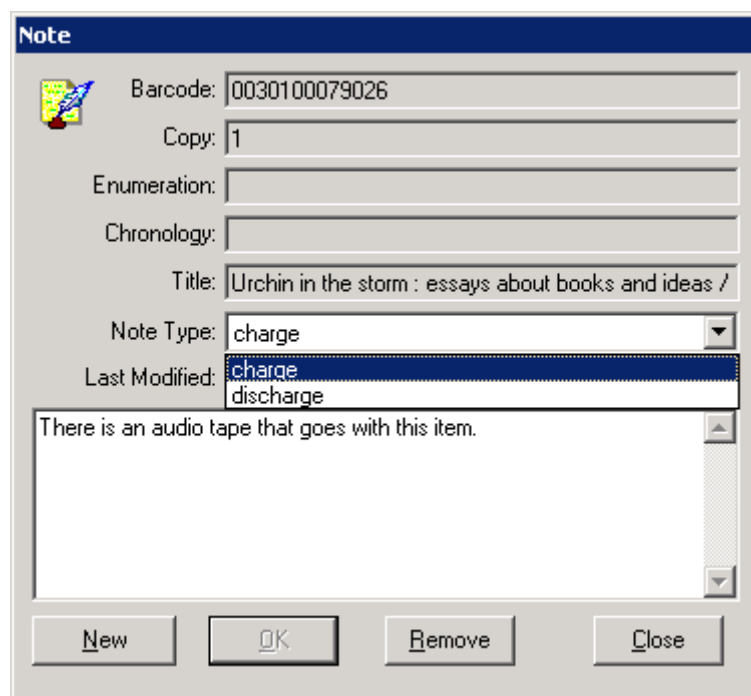 Note
Barcode: 0030100079026
Copy: 1
Enumeration:
Chronology:
Title: Urchin in the storm : essays about books and ideas /
Note Type: charge
Last Modified: charge
discharge
There is an audio tape that goes with this item.
New OK Remove Close